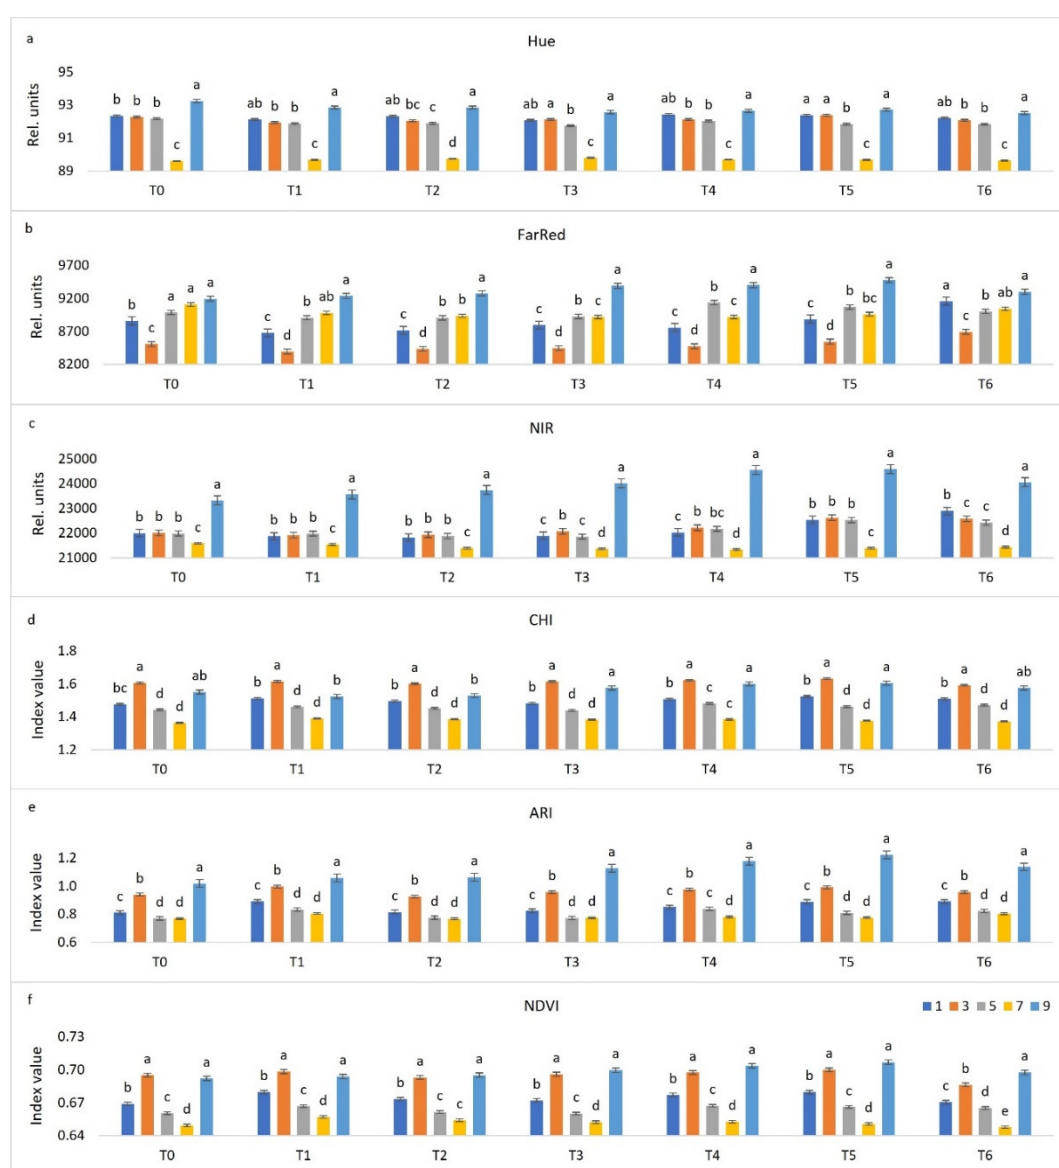 a
Hue
Rel. units
95
93
91
89
b b b c a
ab b b c a
ab bc c d a
ab a b c a
ab b b c a
a a b c a
ab b b c a
T0 T1 T2 T3 T4 T5 T6
b
FarRed
Rel. units
9700
9200
8700
8200
b c a a a
c d b ab a
c d b b a
c d b c a
c d b c a
c d b bc a
a c b ab a
T0 T1 T2 T3 T4 T5 T6
c
NIR
Rel. units
25000
24000
23000
22000
21000
b b b c a
b b b c a
b b b c a
c b c d a
c b bc d a
b b b c a
b c c d a
T0 T1 T2 T3 T4 T5 T6
d
CHI
Index value
1.8
1.6
1.4
1.2
bc a d d ab
b a d d b
b a d d b
b a d d a
b a c c a
b a d d a
b a d d ab
T0 T1 T2 T3 T4 T5 T6
e
ARI
Index value
1.2
1.0
0.8
0.6
c b d d a
c b d d a
c b d d a
c b d d a
c b d d a
c b d d a
c b d d a
T0 T1 T2 T3 T4 T5 T6
f
NDVI
1 3 5 7 9
Index value
0.73
0.70
0.67
0.64
b a c d a
b a c d a
b a c c a
b a c d a
b a c d a
b a c d a
c b d e a
T0 T1 T2 T3 T4 T5 T6